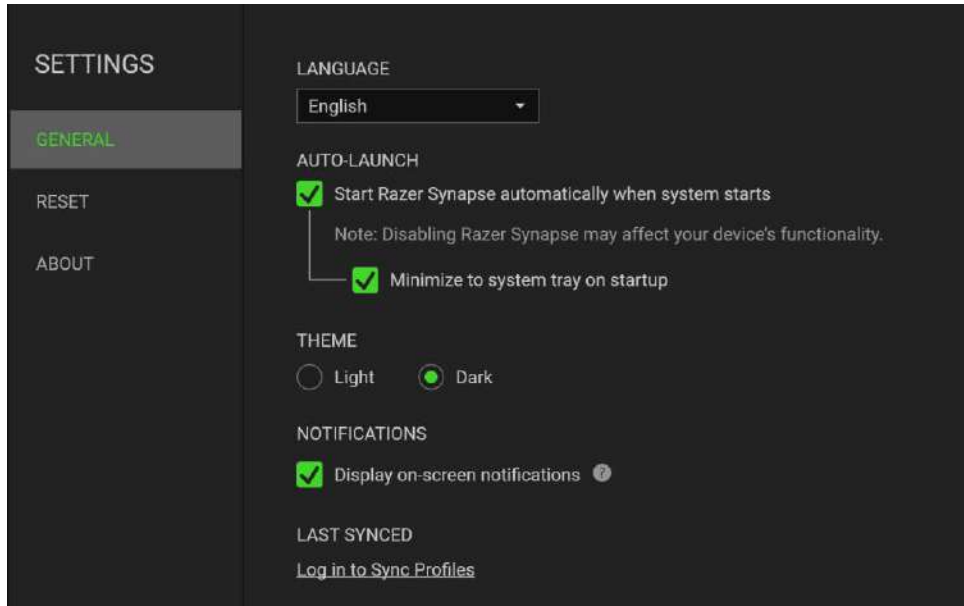 SETTINGS
GENERAL
RESET
ABOUT
LANGUAGE
English
AUTO-LAUNCH
Start Razer Synapse automatically when system starts
Note: Disabling Razer Synapse may affect your device's functionality.
Minimize to system tray on startup
THEME
Light
Dark
NOTIFICATIONS
Display on-screen notifications ?
LAST SYNCED
Log in to Sync Profiles